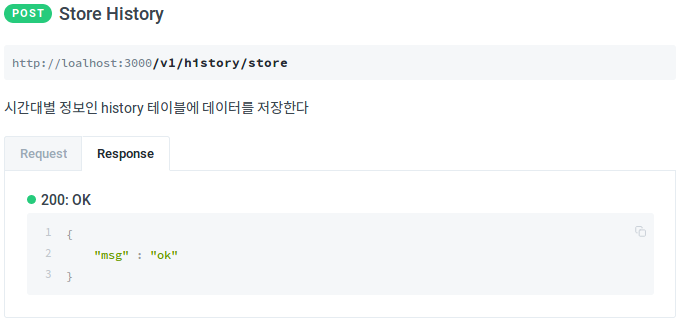 POST Store History
http://loalhost:3000/v1/history/store
시간대별 정보인 history 테이블에 데이터를 저장한다
Request Response
200: OK
1 {
2 "msg" : "ok"
3 }